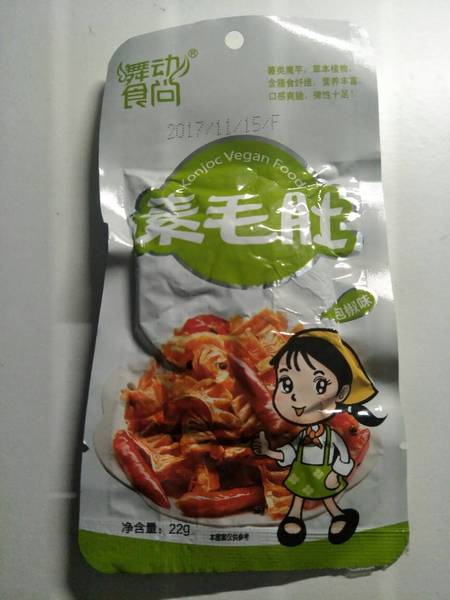 舞动®
食尚
薯类魔芋，草本植物，
含膳食纤维，营养丰富，
口感爽脆，弹性十足！
2017/11/15/F
Konjoc Vegan Food
素毛肚
泡椒味
净含量：22g
本图案仅供参考